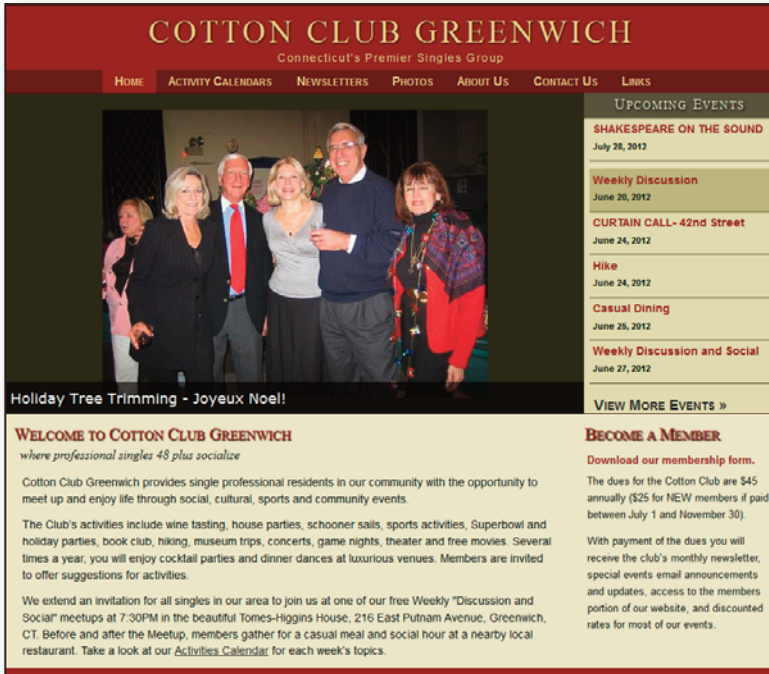 COTTON CLUB GREENWICH
Connecticut's Premier Singles Group
HOME ACTIVITY CALENDARS NEWSLETTERS PHOTOS ABOUT US CONTACT US LINKS
UPCOMING EVENTS
SHAKESPEARE ON THE SOUND
July 28, 2012
Weekly Discussion
June 20, 2012
CURTAIN CALL- 42nd Street
June 24, 2012
Hike
June 24, 2012
Casual Dining
June 25, 2012
Weekly Discussion and Social
June 27, 2012
VIEW MORE EVENTS »
Holiday Tree Trimming - Joyeux Noel!
WELCOME TO COTTON CLUB GREENWICH
where professional singles 48 plus socialize
Cotton Club Greenwich provides single professional residents in our community with the opportunity to
meet up and enjoy life through social, cultural, sports and community events.
The Club's activities include wine tasting, house parties, schooner sails, sports activities, Superbowl and
holiday parties, book club, hiking, museum trips, concerts, game nights, theater and free movies. Several
times a year, you will enjoy cocktail parties and dinner dances at luxurious venues. Members are invited
to offer suggestions for activities.
We extend an invitation for all singles in our area to join us at one of our free Weekly "Discussion and
Social" meetups at 7:30PM in the beautiful Tomes-Higgins House, 216 East Putnam Avenue, Greenwich,
CT. Before and after the Meetup, members gather for a casual meal and social hour at a nearby local
restaurant. Take a look at our Activities Calendar for each week's topics.
BECOME A MEMBER
Download our membership form.
The dues for the Cotton Club are $45
annually ($25 for NEW members if paid
between July 1 and November 30).
With payment of the dues you will
receive the club's monthly newsletter,
special events email announcements
and updates, access to the members
portion of our website, and discounted
rates for most of our events.